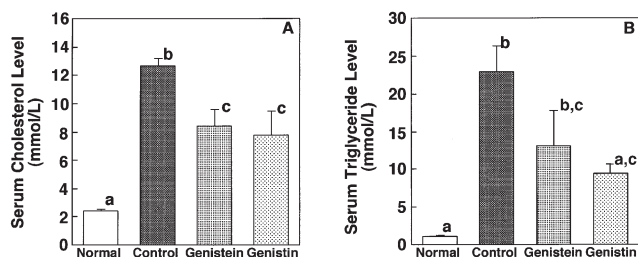 A
Serum Cholesterol Level
(mmol/L)
16
14
12
10
8
6
4
2
0
a
b
c
c
Normal Control Genistein Genistin
B
Serum Triglyceride Level
(mmol/L)
30
25
20
15
10
5
0
a
b
b,c
a,c
Normal Control Genistein Genistin